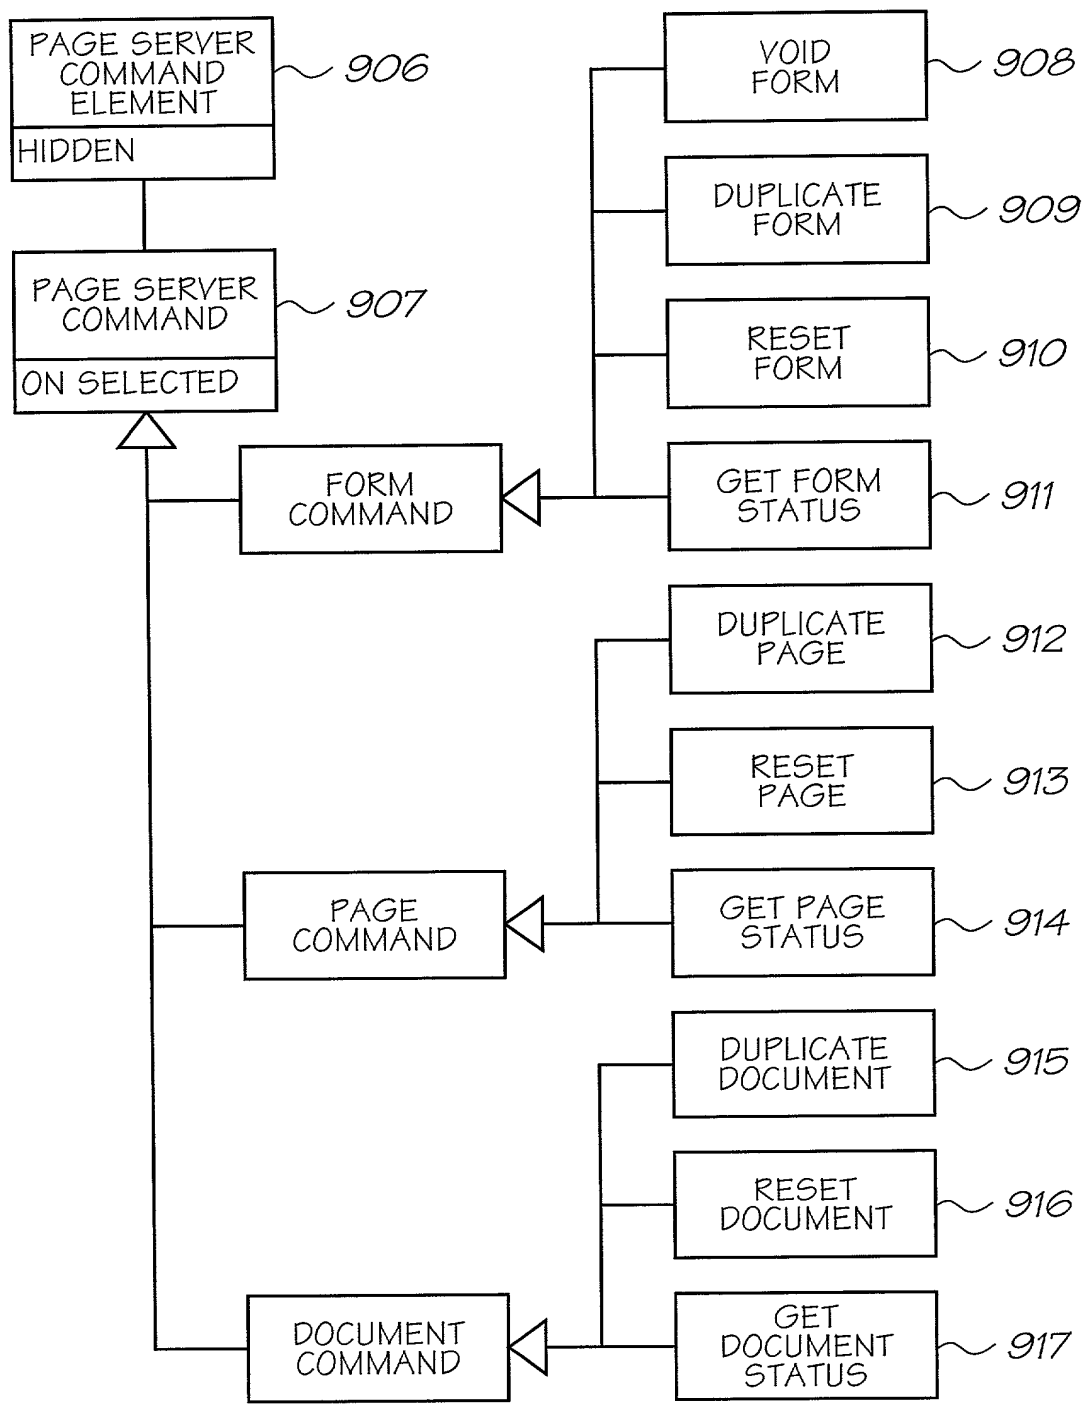 PAGE SERVER
COMMAND
ELEMENT
906
HIDDEN
PAGE SERVER
COMMAND
907
ON SELECTED
VOID
FORM
908
DUPLICATE
FORM
909
RESET
FORM
910
FORM
COMMAND
GET FORM
STATUS
911
DUPLICATE
PAGE
912
RESET
PAGE
913
PAGE
COMMAND
GET PAGE
STATUS
914
DUPLICATE
DOCUMENT
915
RESET
DOCUMENT
916
DOCUMENT
COMMAND
GET
DOCUMENT
STATUS
917